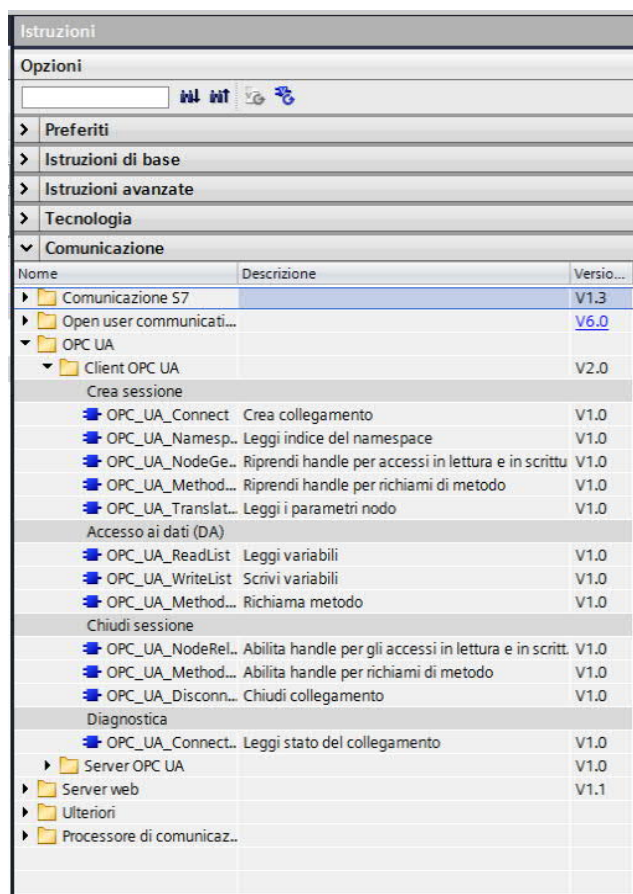 Istruzioni
Opzioni
Preferiti
Istruzioni di base
Istruzioni avanzate
Tecnologia
Comunicazione
Nome Descrizione Versio...
Comunicazione S7 V1.3
Open user communicati... V6.0
OPC UA
Client OPC UA V2.0
Crea sessione
OPC_UA_Connect Crea collegamento V1.0
OPC_UA_Namesp.. Leggi indice del namespace V1.0
OPC_UA_NodeGe.. Riprendi handle per accessi in lettura e in scrittu V1.0
OPC_UA_Method... Riprendi handle per richiami di metodo V1.0
OPC_UA_Translat.. Leggi i parametri nodo V1.0
Accesso ai dati (DA)
OPC_UA_ReadList Leggi variabili V1.0
OPC_UA_WriteList Scrivi variabili V1.0
OPC_UA_Method... Richiama metodo V1.0
Chiudi sessione
OPC_UA_NodeRel.. Abilita handle per gli accessi in lettura e in scritt. V1.0
OPC_UA_Method... Abilita handle per richiami di metodo V1.0
OPC_UA_Disconn.. Chiudi collegamento V1.0
Diagnostica
OPC_UA_Connect.. Leggi stato del collegamento V1.0
Server OPC UA V1.0
Server web V1.1
Ulteriori
Processore di comunicaz..